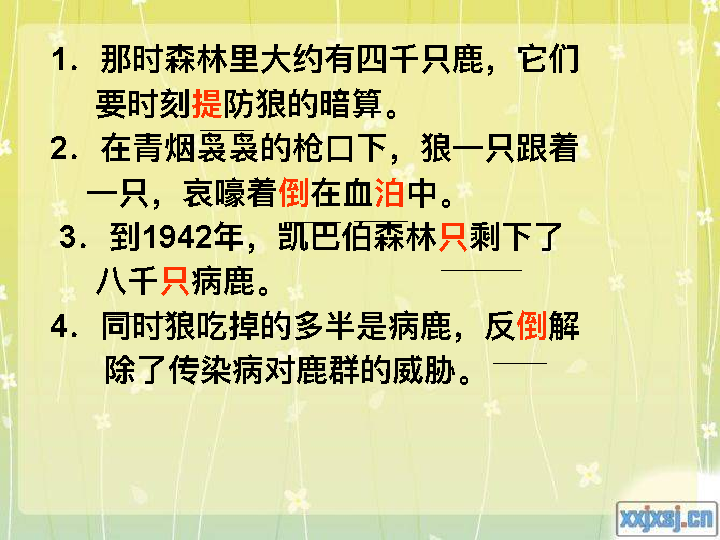 1．那时森林里大约有四千只鹿，它们
要时刻提防狼的暗算。
2．在青烟袅袅的枪口下，狼一只跟着
一只，哀嚎着倒在血泊中。
3．到1942年，凯巴伯森林只剩下了
八千只病鹿。
4．同时狼吃掉的多半是病鹿，反倒解
除了传染病对鹿群的威胁。
xxjxsj.cn